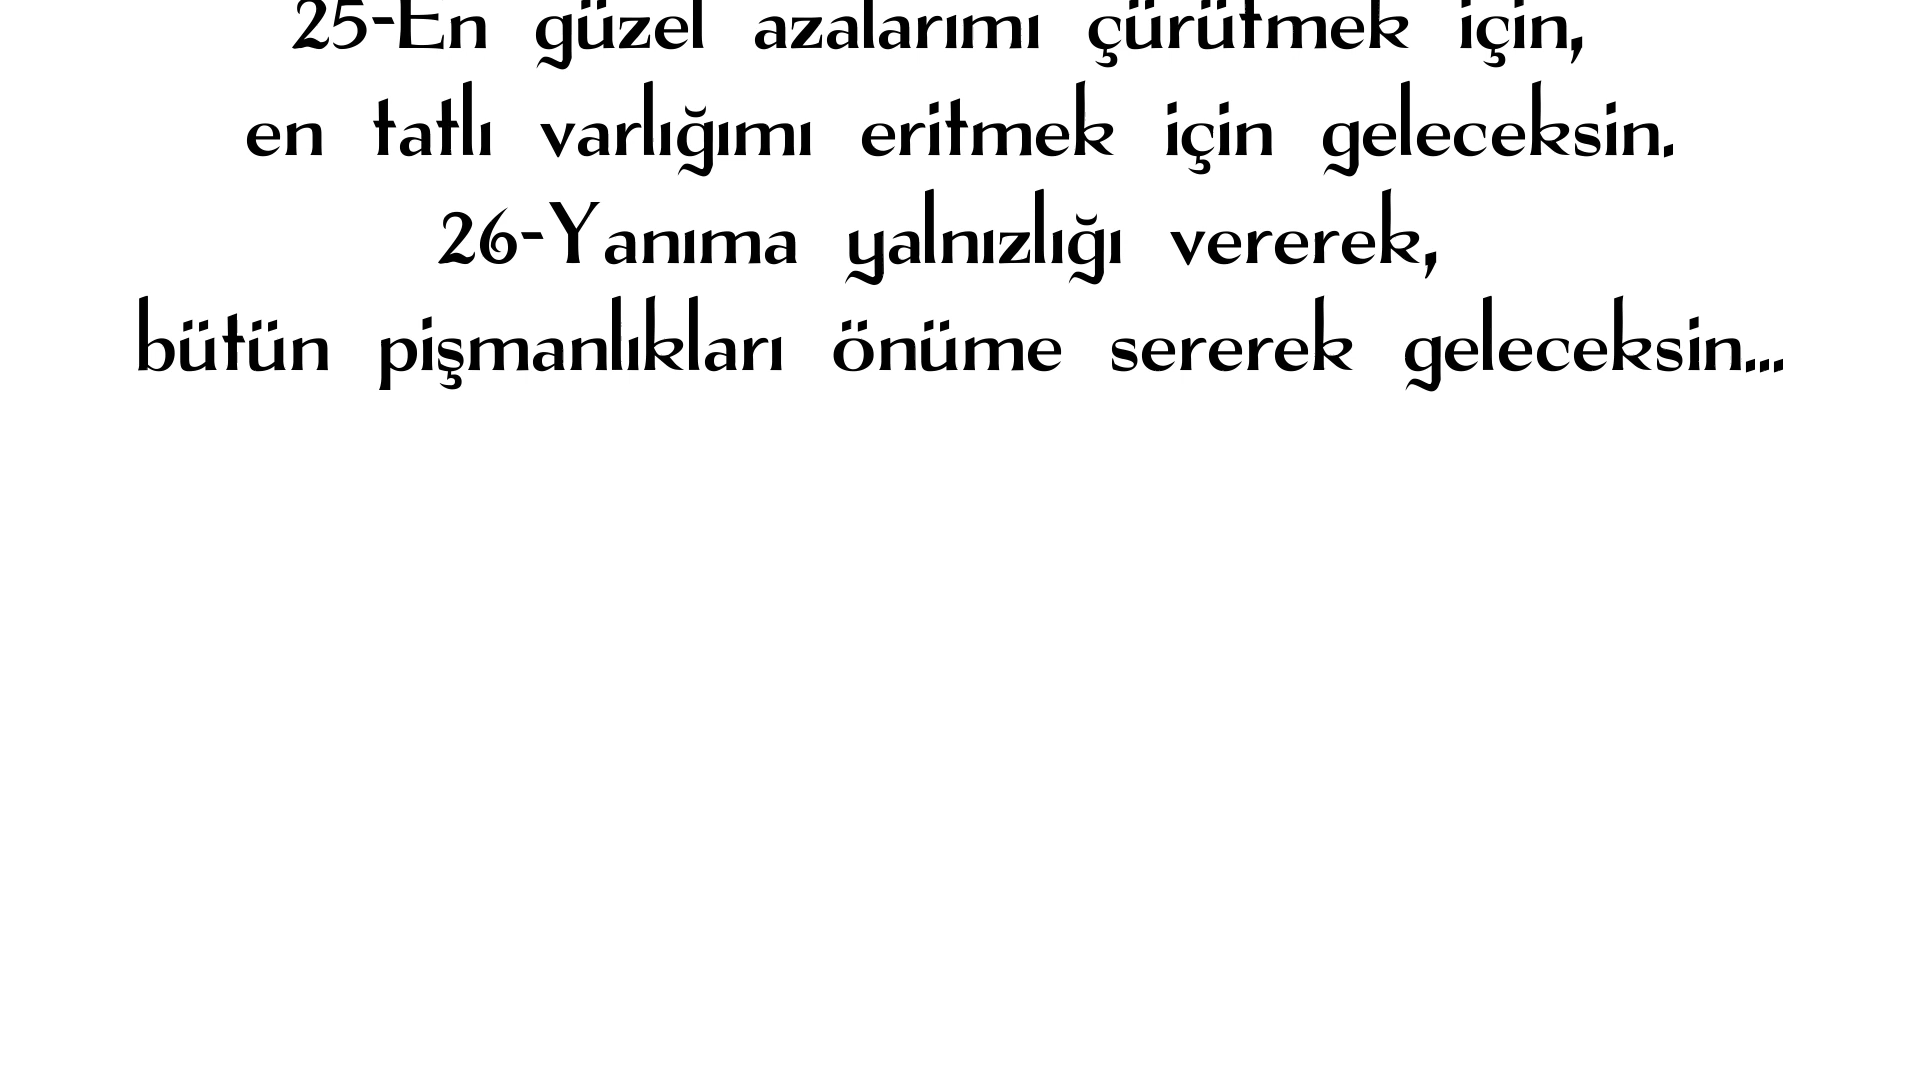 25-En güzel azalarımı çürütmek için,
en tatlı varlığımı eritmek için geleceksin.
26-Yanıma yalnızlığı vererek,
bütün pişmanlıkları önüme sererek geleceksin...